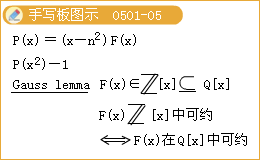 手写板图示 0501-05
P(x)=(x-n²)F(x)
P(x²)-1
Gauss lemma F(x)∈ℤ[x]⊆ Q[x]
F(x)ℤ [x]中可约
⟺F(x)在Q[x]中可约